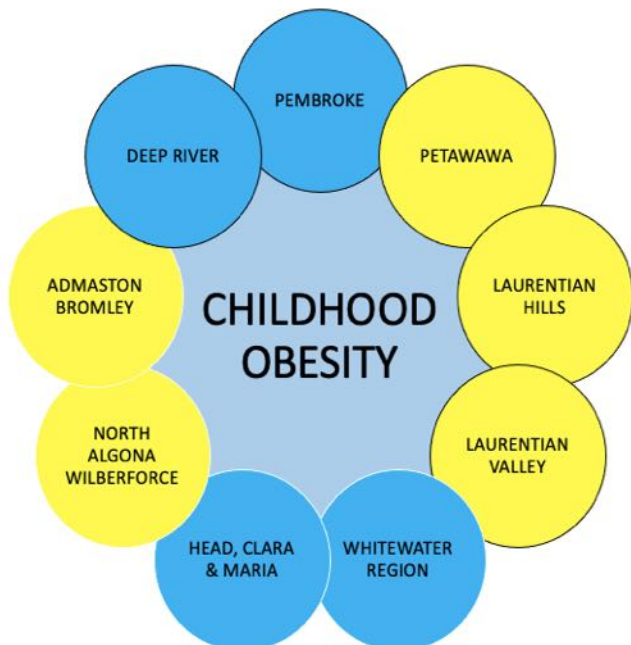 PEMBROKE
DEEP RIVER
PETAWAWA
ADMASTON
BROMLEY
LAURENTIAN
HILLS
CHILDHOOD
OBESITY
NORTH
ALGONA
WILBERFORCE
LAURENTIAN
VALLEY
HEAD, CLARA
& MARIA
WHITEWATER
REGION